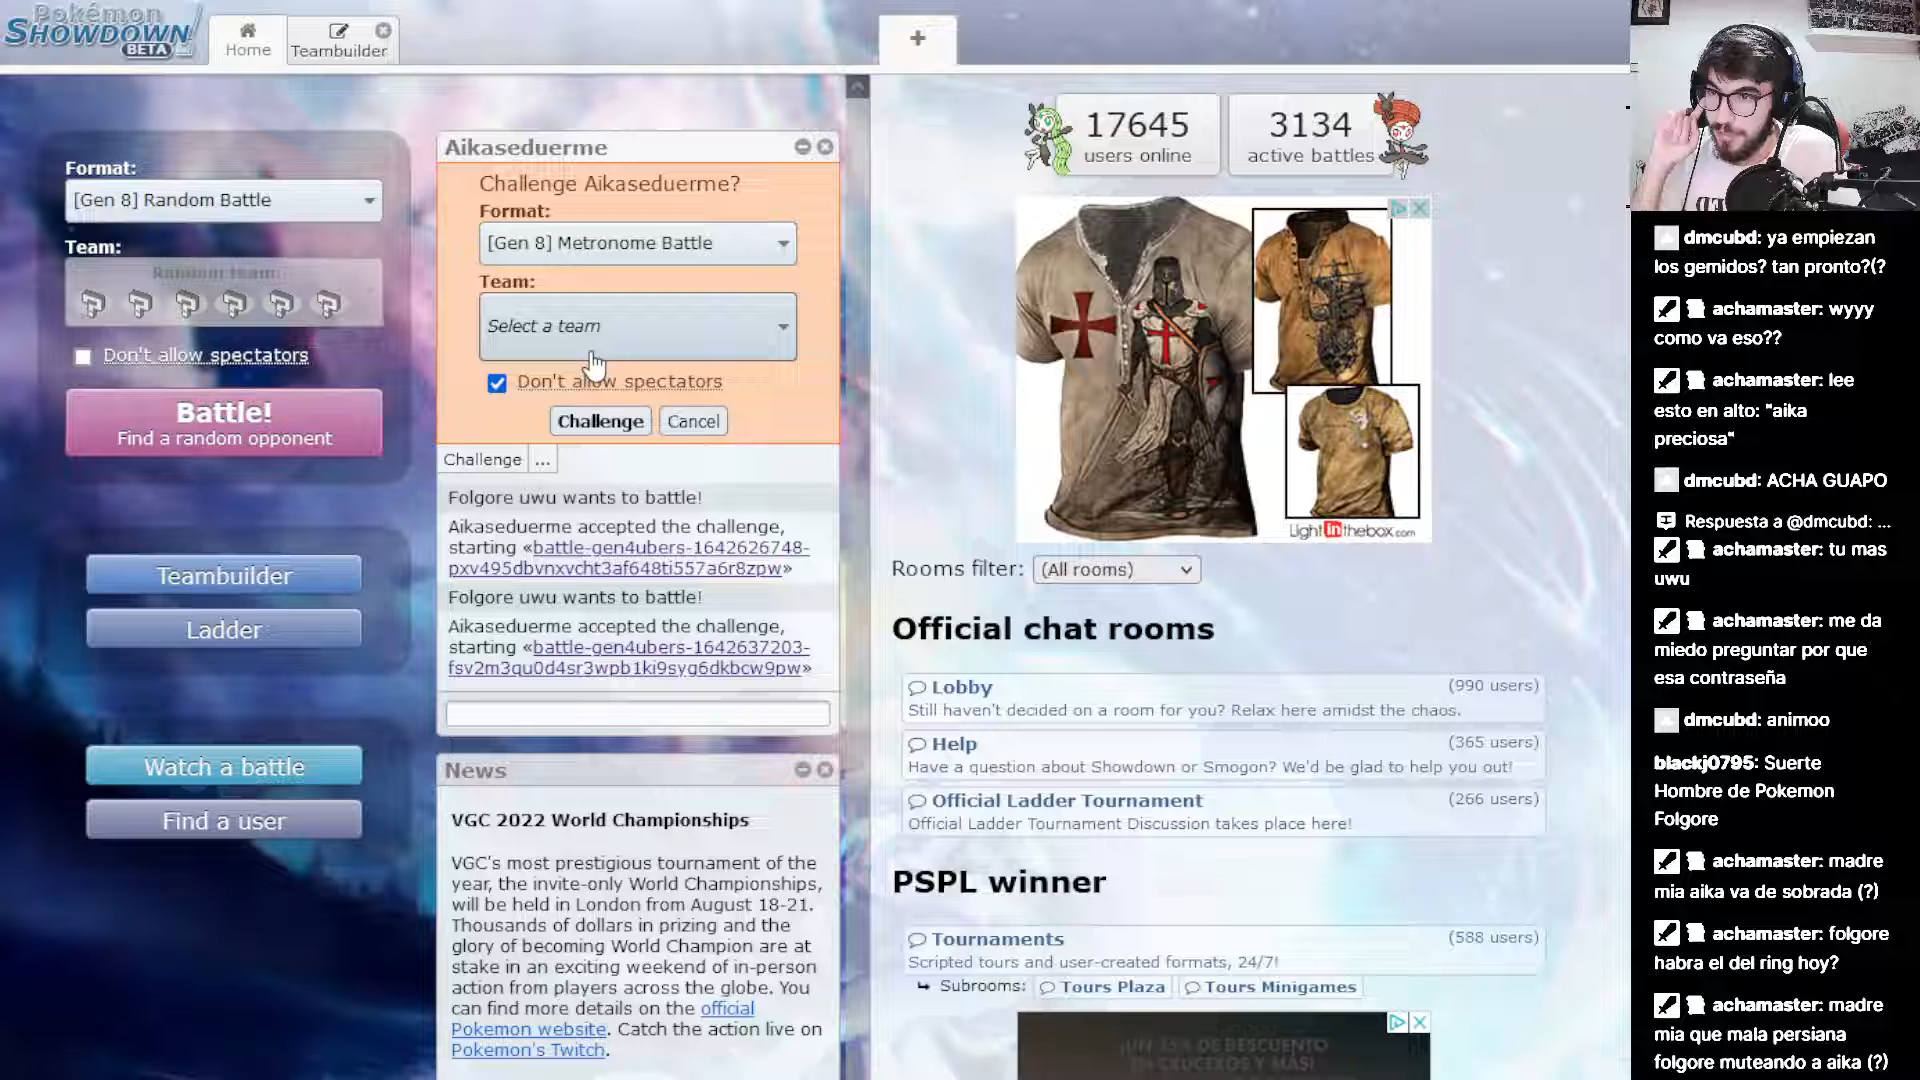 Pokémon
SHOWDOWN
BETA
Home
Teambuilder
+
Format:
[Gen 8] Random Battle
Team:
Random team
Don't allow spectators
Battle!
Find a random opponent
Teambuilder
Ladder
Watch a battle
Find a user
Aikaseduerme
Challenge Aikaseduerme?
Format:
[Gen 8] Metronome Battle
Team:
Select a team
Don't allow spectators
Challenge Cancel
Challenge ...
Folgore uwu wants to battle!
Aikaseduerme accepted the challenge,
starting «battle-gen4ubers-1642626748-
pxv495dbvnxvcht3af648ti557a6r8zpw»
Folgore uwu wants to battle!
Aikaseduerme accepted the challenge,
starting «battle-gen4ubers-1642637203-
fsv2m3qu0d4sr3wpb1ki9syg6dkbcw9pw»
News
VGC 2022 World Championships
VGC's most prestigious tournament of the
year, the invite-only World Championships,
will be held in London from August 18-21.
Thousands of dollars in prizing and the
glory of becoming World Champion are at
stake in an exciting weekend of in-person
action from players across the globe. You
can find more details on the official
Pokemon website. Catch the action live on
Pokemon's Twitch.
17645
users online
3134
active battles
Light in the box.com
Rooms filter: (All rooms)
Official chat rooms
Lobby (990 users)
Still haven't decided on a room for you? Relax here amidst the chaos.
Help (365 users)
Have a question about Showdown or Smogon? We'd be glad to help you out!
Official Ladder Tournament (266 users)
Official Ladder Tournament Discussion takes place here!
PSPL winner
Tournaments (588 users)
Scripted tours and user-created formats, 24/7!
Subrooms: Tours Plaza Tours Minigames
¡UN 35% DE DESCUENTO
EN CRUCEROS Y MÁS!
dmcubd: ya empiezan
los gemidos? tan pronto?(?
achamaster: wyyy
como va eso??
achamaster: lee
esto en alto: "aika
preciosa"
dmcubd: ACHA GUAPO
Respuesta a @dmcubd: ...
achamaster: tu mas
uwu
achamaster: me da
miedo preguntar por que
esa contraseña
dmcubd: animoo
blackj0795: Suerte
Hombre de Pokemon
Folgore
achamaster: madre
mia aika va de sobrada (?)
achamaster: folgore
habra el del ring hoy?
achamaster: madre
mia que mala persiana
folgore muteando a aika (?)